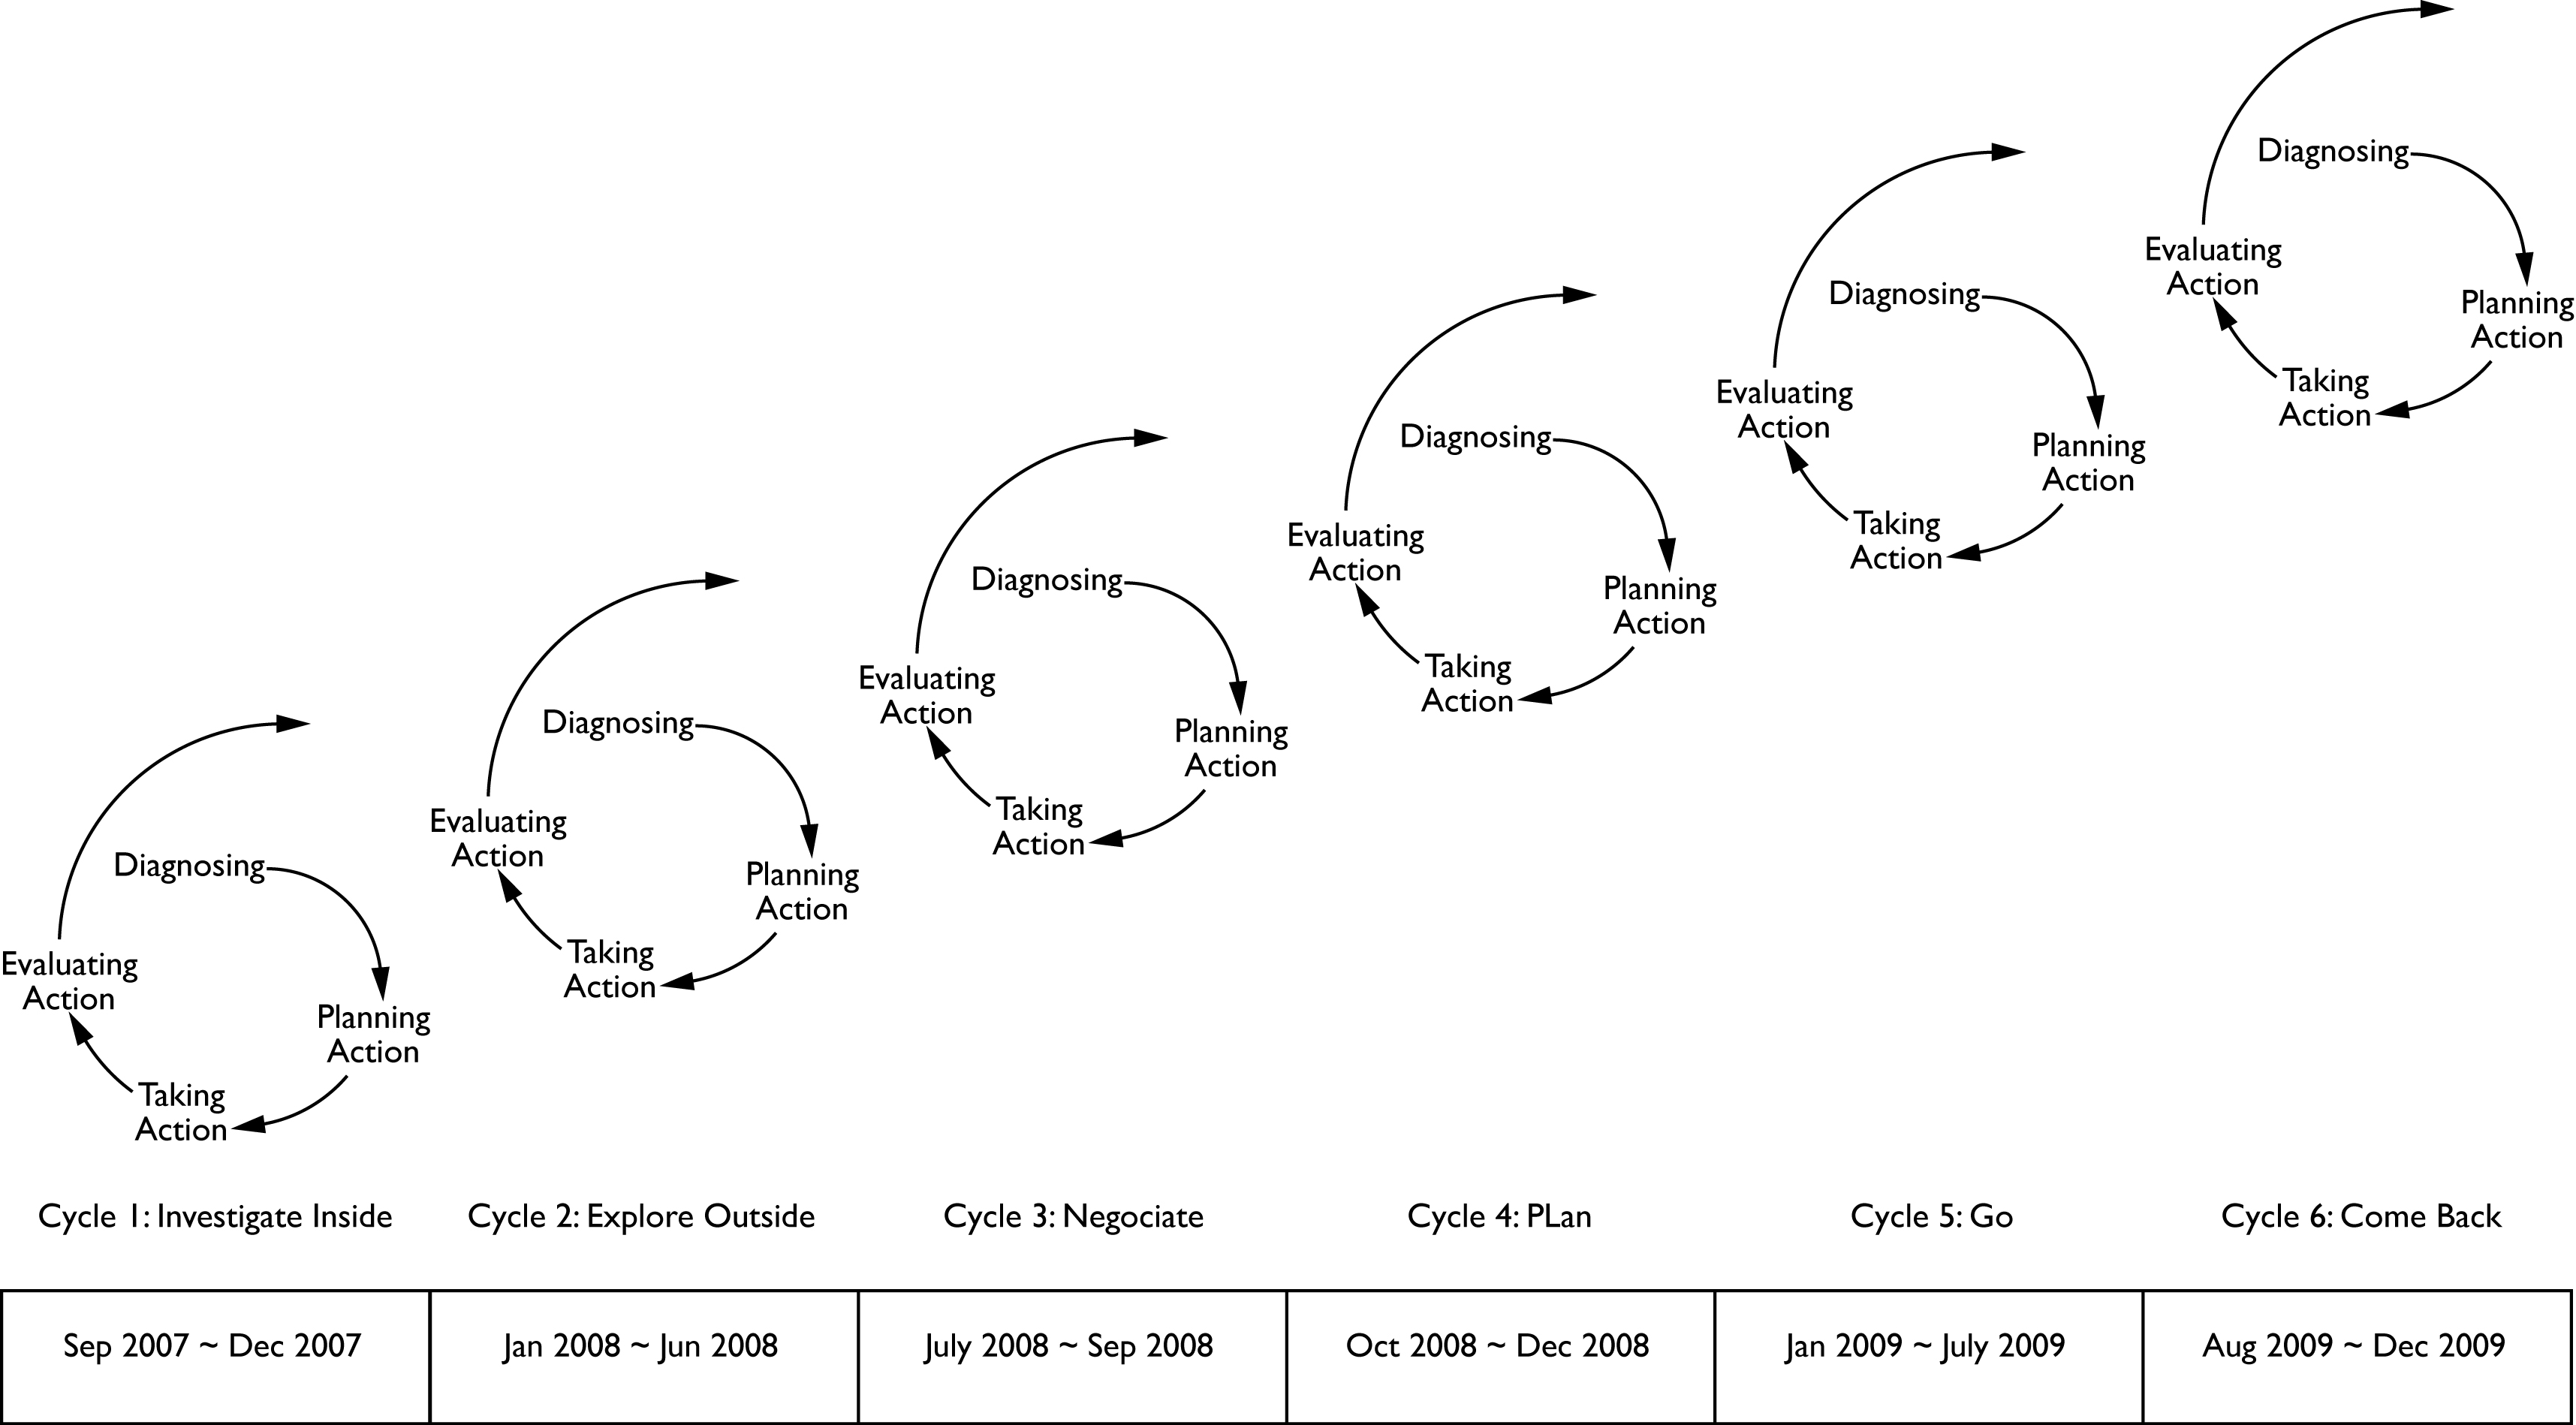 Diagnosing
Evaluating
Action
Planning
Action
Taking
Action
Diagnosing
Evaluating
Action
Planning
Action
Taking
Action
Diagnosing
Evaluating
Action
Planning
Action
Taking
Action
Diagnosing
Evaluating
Action
Planning
Action
Taking
Action
Diagnosing
Evaluating
Action
Planning
Action
Taking
Action
Diagnosing
Evaluating
Action
Planning
Action
Taking
Action
Cycle 1: Investigate Inside
Cycle 2: Explore Outside
Cycle 3: Negociate
Cycle 4: PLan
Cycle 5: Go
Cycle 6: Come Back
Sep 2007 ~ Dec 2007
Jan 2008 ~ Jun 2008
July 2008 ~ Sep 2008
Oct 2008 ~ Dec 2008
Jan 2009 ~ July 2009
Aug 2009 ~ Dec 2009